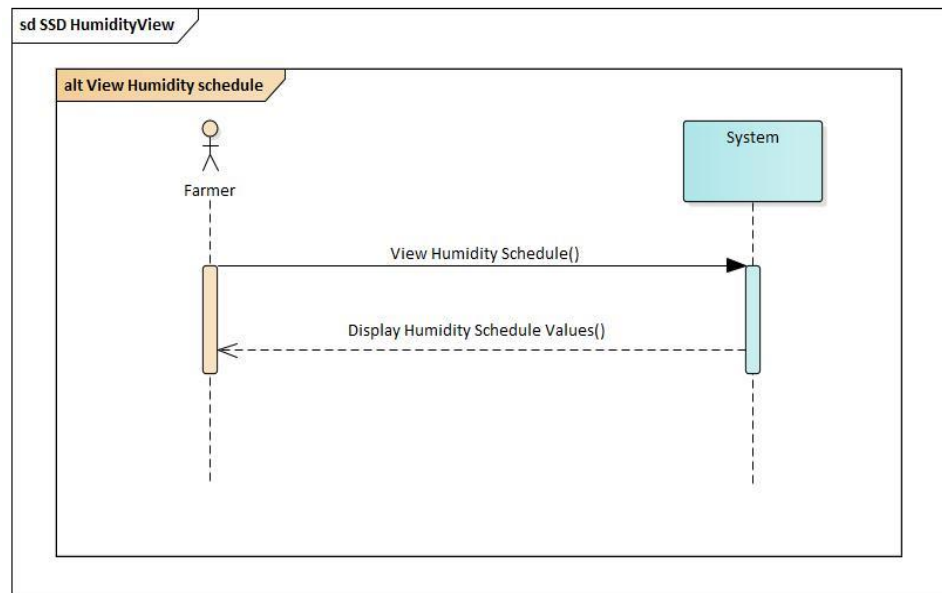 sd SSD HumidityView
alt View Humidity schedule
Farmer
System
View Humidity Schedule()
Display Humidity Schedule Values()